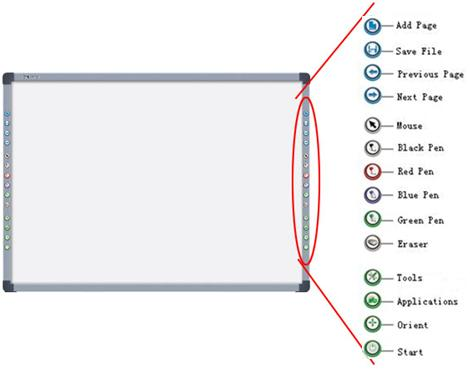 Add Page
Save File
Previous Page
Next Page
Mouse
Black Pen
Red Pen
Blue Pen
Green Pen
Eraser
Tools
Applications
Orient
Start